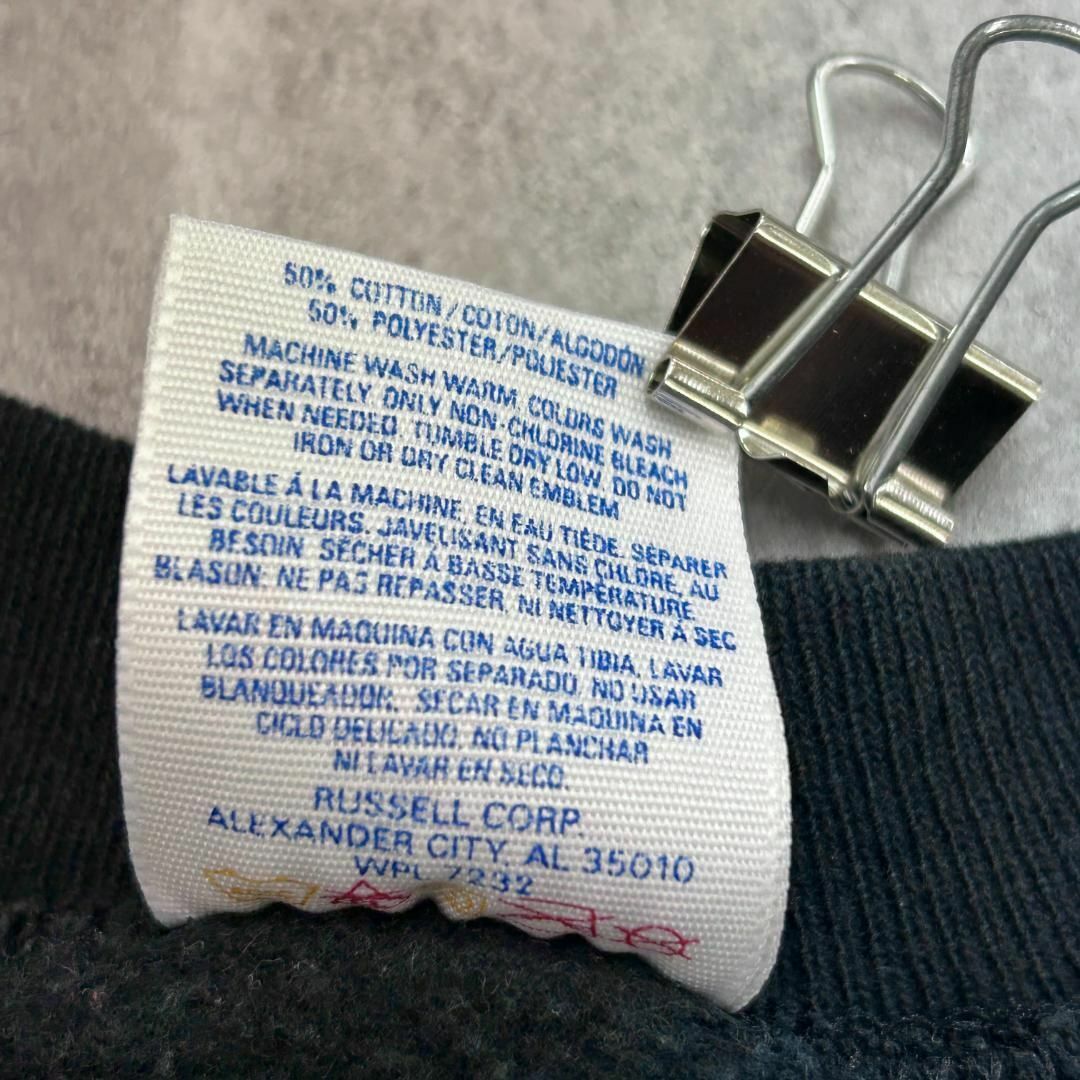 50% COTTON/COTON/ALGODÓN
50% POLYESTER/POLIESTER
MACHINE WASH WARM, COLORS WASH
SEPARATELY. ONLY NON-CHLORINE BLEACH
WHEN NEEDED. TUMBLE DRY LOW. DO NOT
IRON OR DRY CLEAN EMBLEM
LAVABLE Á LA MACHINE, EN EAU TIÈDE. SÉPARER
LES COULEURS. JAVELISANT SANS CHLORE, AU
BESOIN. SÉCHER À BASSE TEMPÉRATURE.
BLASON: NE PAS REPASSER, NI NETTOYER À SEC
LAVAR EN MAQUINA CON AGUA TIBIA, LAVAR
LOS COLORES POR SEPARADO, NO USAR
BLANQUEADOR. SECAR EN MAQUINA EN
CICLO DELICADO, NO PLANCHAR
NI LAVAR EN SECO.
RUSSELL CORP.
ALEXANDER CITY, AL 35010
WPL 7232